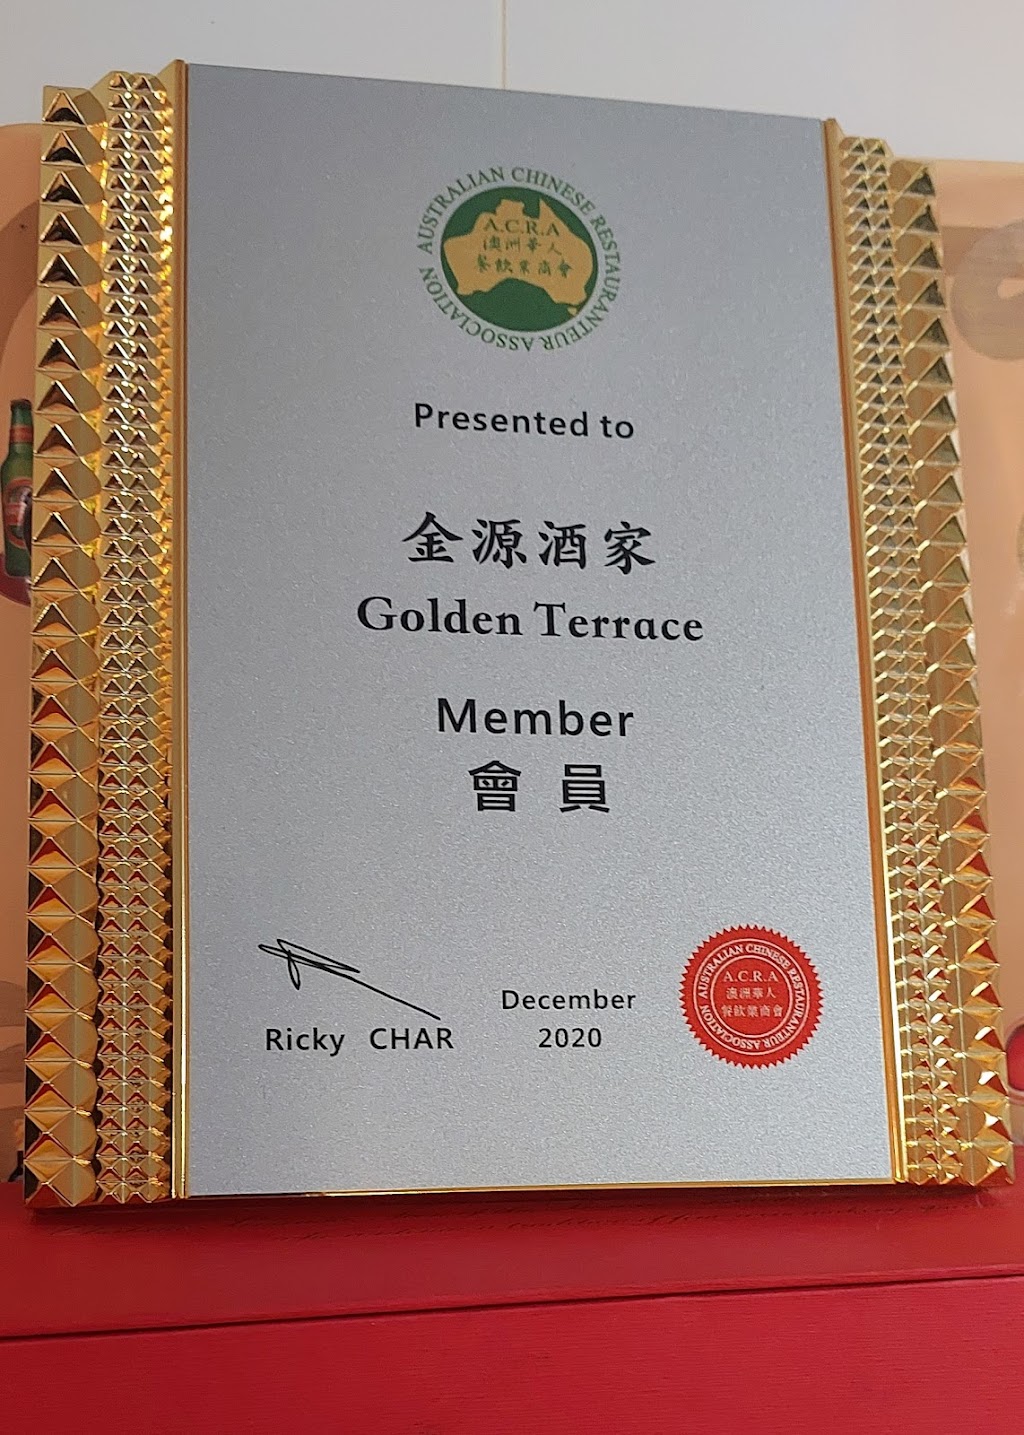 AUSTRALIAN CHINESE RESTAURANTEUR ASSOCIATION
A.C.R.A
澳洲華人
餐飲業商會
Presented to
金源酒家
Golden Terrace
Member
會員
Ricky CHAR
December
2020
AUSTRALIAN CHINESE RESTAURANTEUR ASSOCIATION
A.C.R.A
澳洲華人
餐飲業商會